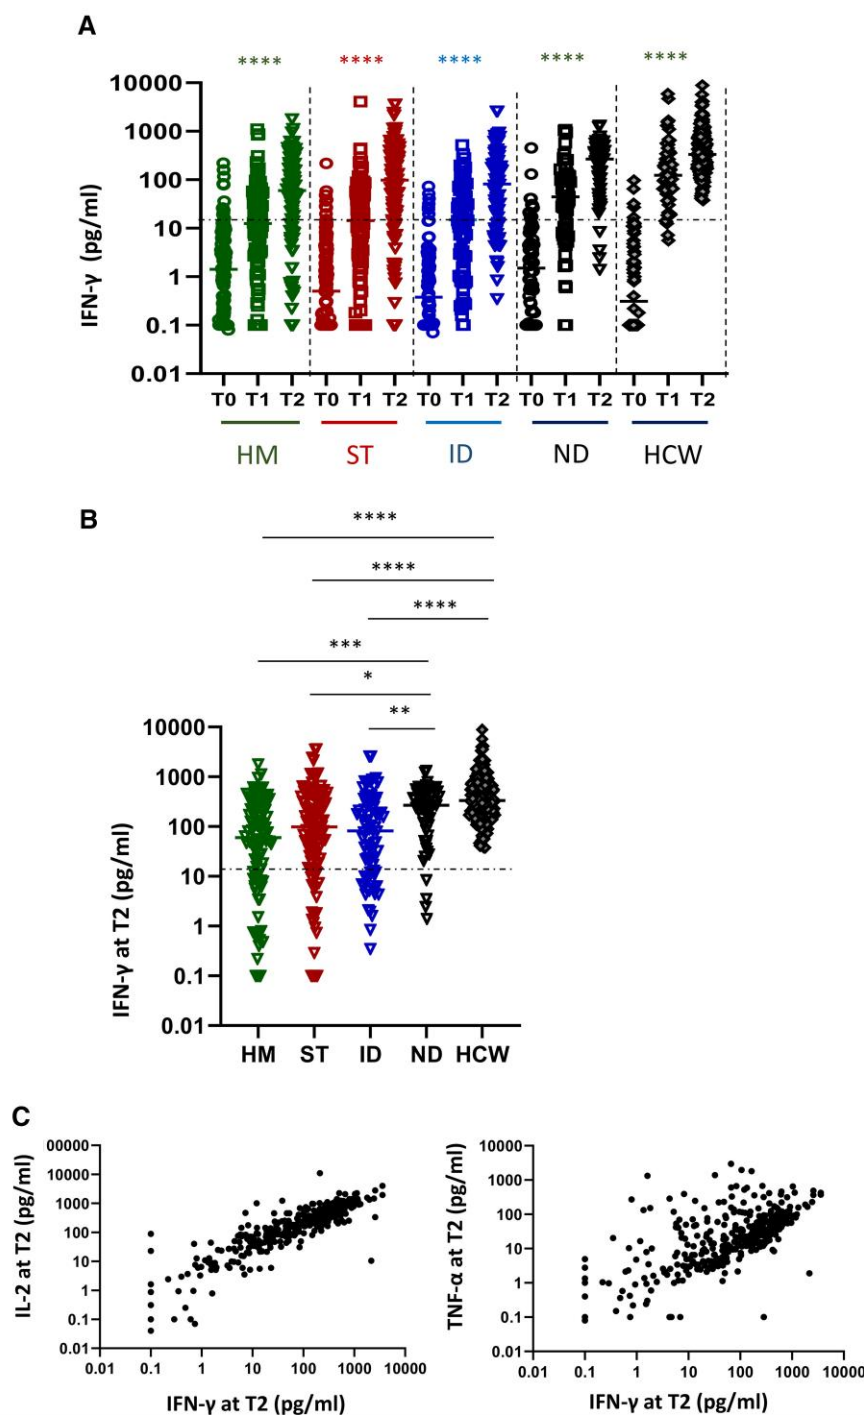 A
**** **** **** **** ****
10000
1000
100
10
1
0.1
0.01
IFN-γ (pg/ml)
T0 T1 T2 T0 T1 T2 T0 T1 T2 T0 T1 T2 T0 T1 T2
HM ST ID ND HCW
B
****
****
****
***
*
**
10000
1000
100
10
1
0.1
0.01
IFN-γ at T2 (pg/ml)
HM ST ID ND HCW
C
00000
10000
1000
100
10
1
0.1
0.01
IL-2 at T2 (pg/ml)
0.01 0.1 1 10 100 1000 10000
IFN-γ at T2 (pg/ml)
10000
1000
100
10
1
0.1
0.01
TNF-α at T2 (pg/ml)
0.01 0.1 1 10 100 1000 10000
IFN-γ at T2 (pg/ml)